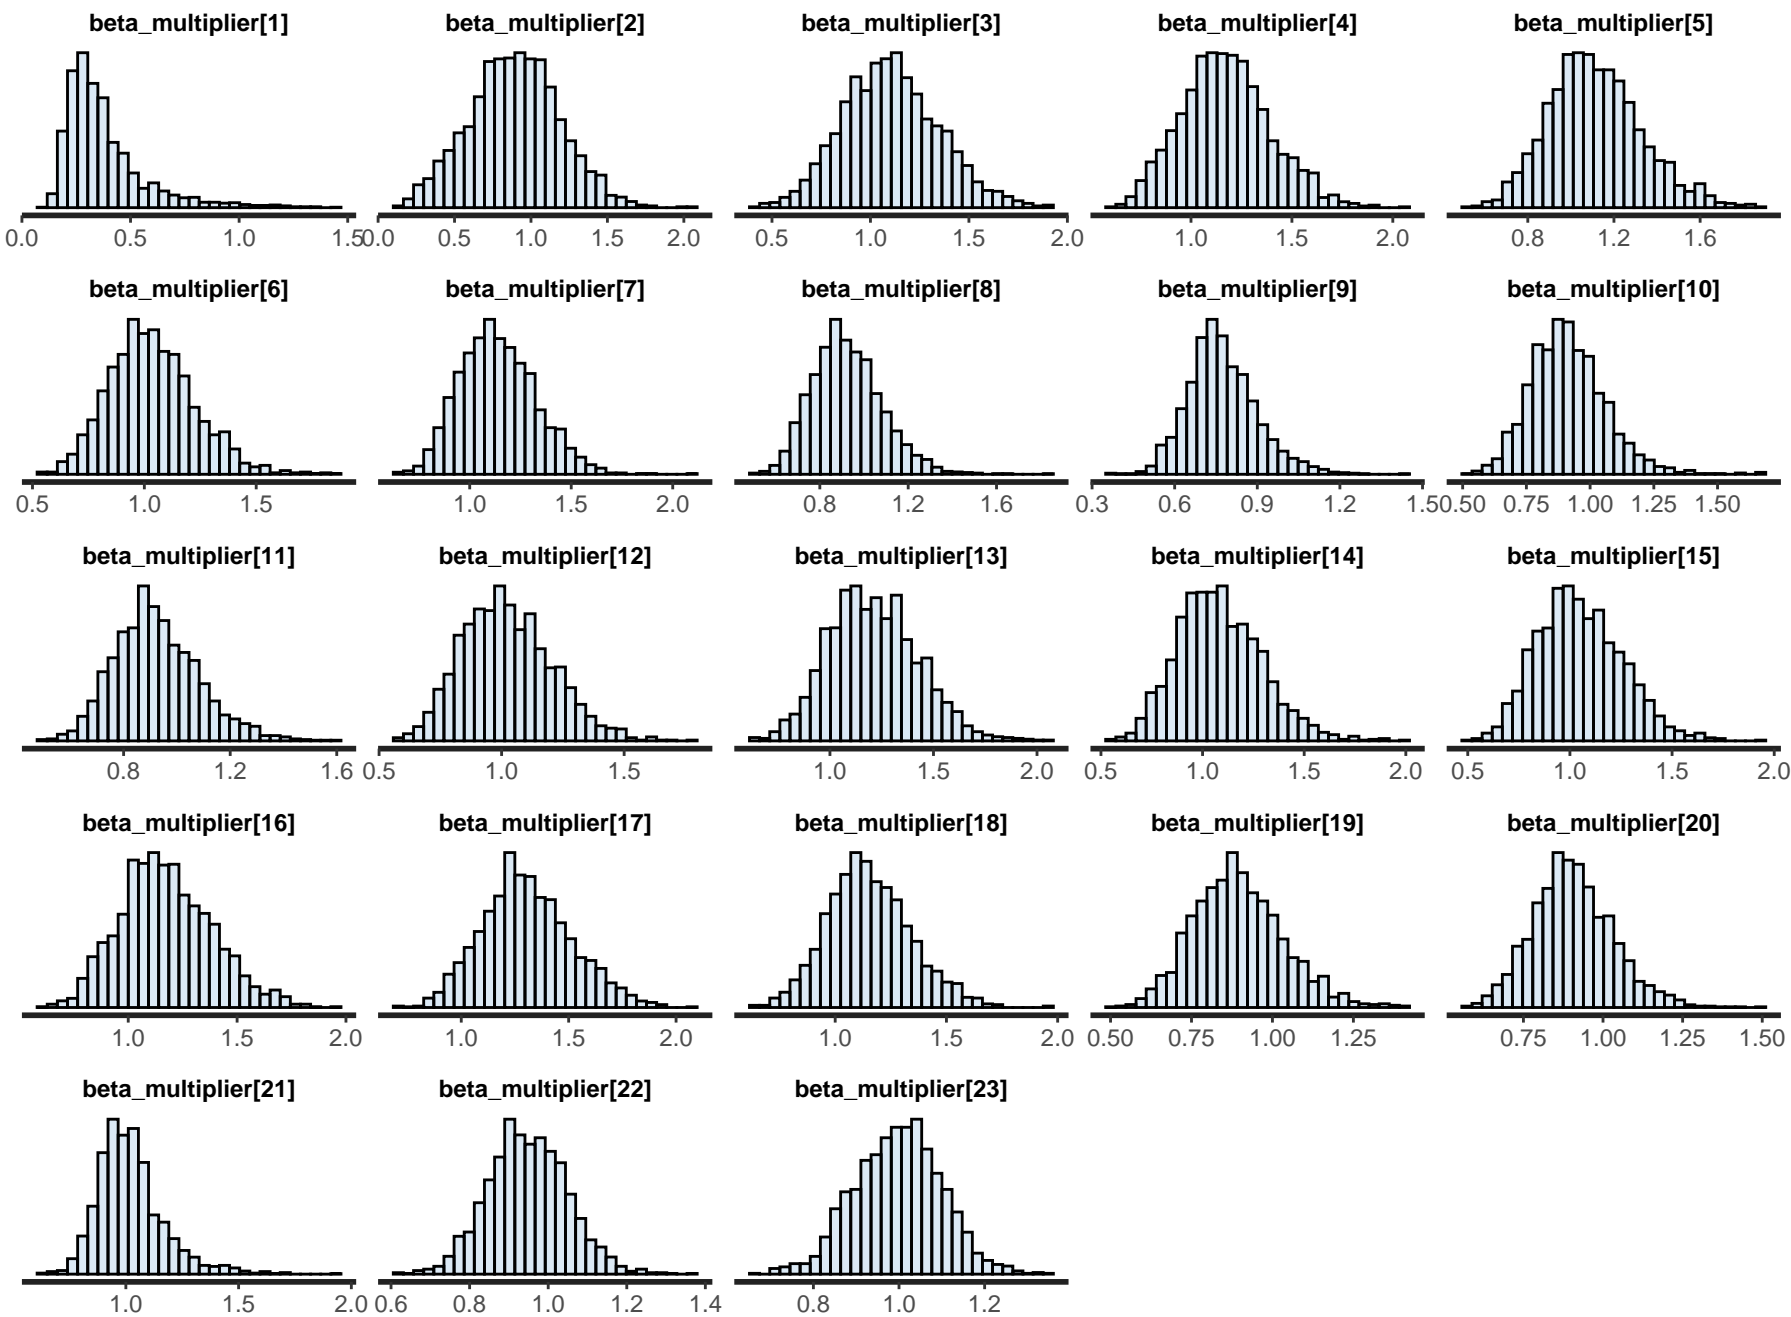 beta_multiplier[1] beta_multiplier[2] beta_multiplier[3] beta_multiplier[4] beta_multiplier[5]
0.0 0.5 1.0 1.5 0.0 0.5 1.0 1.5 2.0 0.5 1.0 1.5 2.0 1.0 1.5 2.0 0.8 1.2 1.6
beta_multiplier[6] beta_multiplier[7] beta_multiplier[8] beta_multiplier[9] beta_multiplier[10]
0.5 1.0 1.5 1.0 1.5 2.0 0.8 1.2 1.6 0.3 0.6 0.9 1.2 1.5 0.50 0.75 1.00 1.25 1.50
beta_multiplier[11] beta_multiplier[12] beta_multiplier[13] beta_multiplier[14] beta_multiplier[15]
0.8 1.2 1.6 0.5 1.0 1.5 1.0 1.5 2.0 0.5 1.0 1.5 2.0 0.5 1.0 1.5 2.0
beta_multiplier[16] beta_multiplier[17] beta_multiplier[18] beta_multiplier[19] beta_multiplier[20]
1.0 1.5 2.0 1.0 1.5 2.0 1.0 1.5 2.0 0.50 0.75 1.00 1.25 0.75 1.00 1.25 1.50
beta_multiplier[21] beta_multiplier[22] beta_multiplier[23]
1.0 1.5 2.0 0.6 0.8 1.0 1.2 1.4 0.8 1.0 1.2